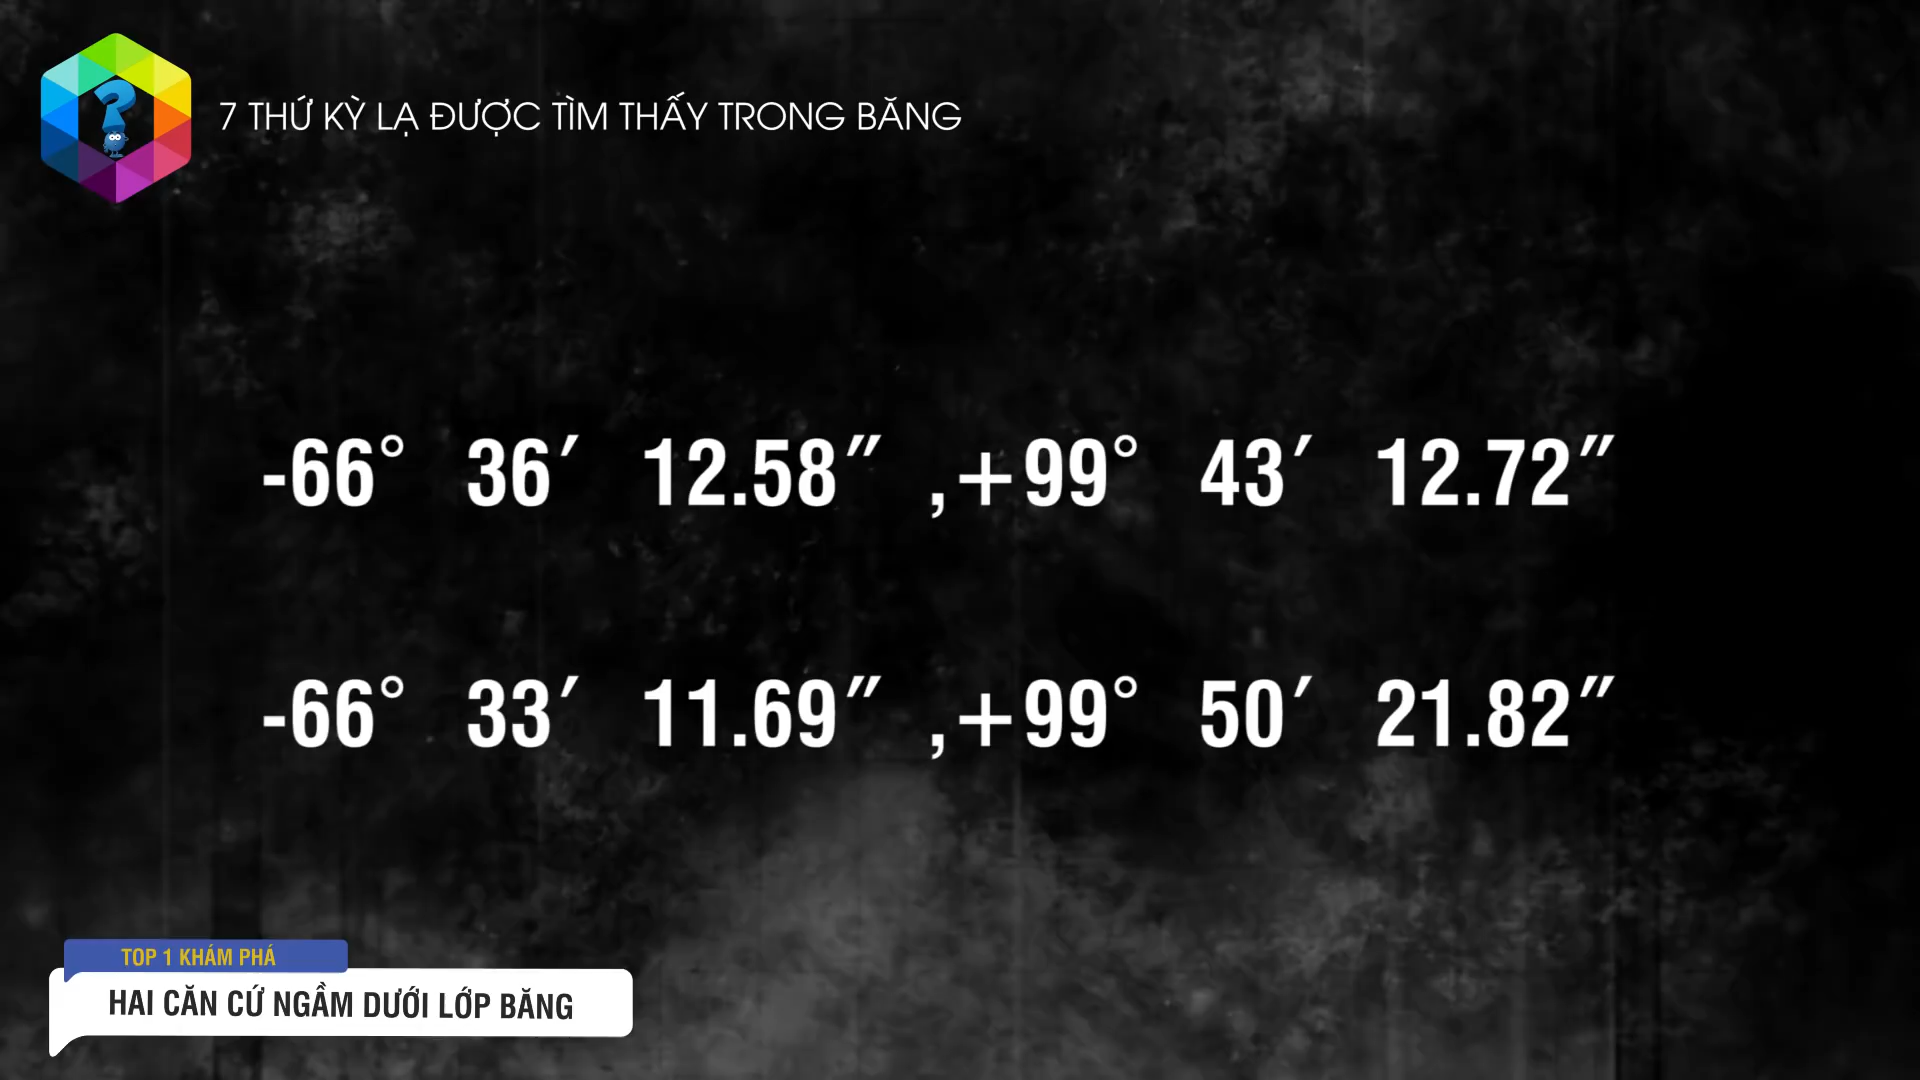 7 THỨ KỲ LẠ ĐƯỢC TÌM THẤY TRONG BĂNG
-66° 36′ 12.58″ ,+99° 43′ 12.72″
-66° 33′ 11.69″ ,+99° 50′ 21.82″
TOP 1 KHÁM PHÁ
HAI CĂN CỨ NGẦM DƯỚI LỚP BĂNG